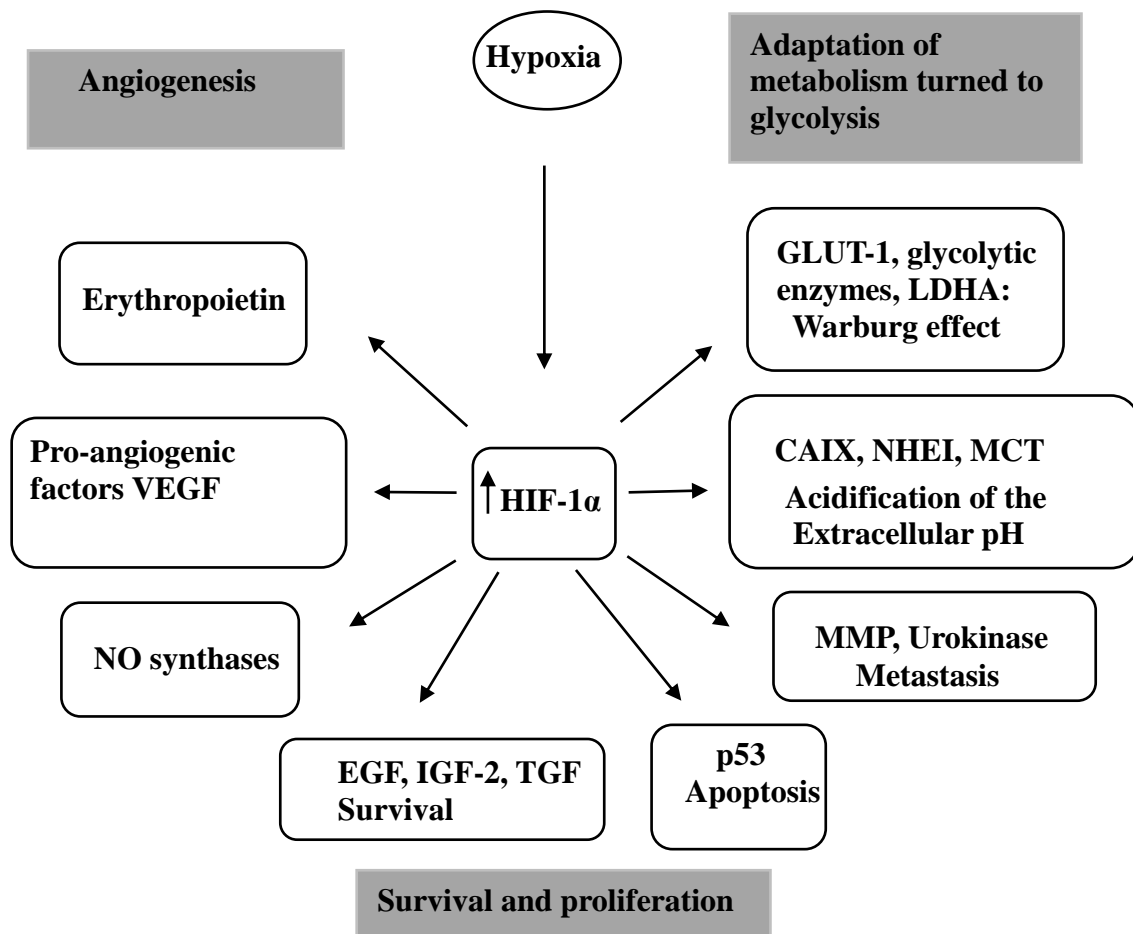 Hypoxia
Angiogenesis
Adaptation of
metabolism turned to
glycolysis
Erythropoietin
GLUT-1, glycolytic
enzymes, LDHA:
Warburg effect
Pro-angiogenic
factors VEGF
↑HIF-1α
CAIX, NHEI, MCT
Acidification of the
Extracellular pH
NO synthases
MMP, Urokinase
Metastasis
EGF, IGF-2, TGF
Survival
p53
Apoptosis
Survival and proliferation